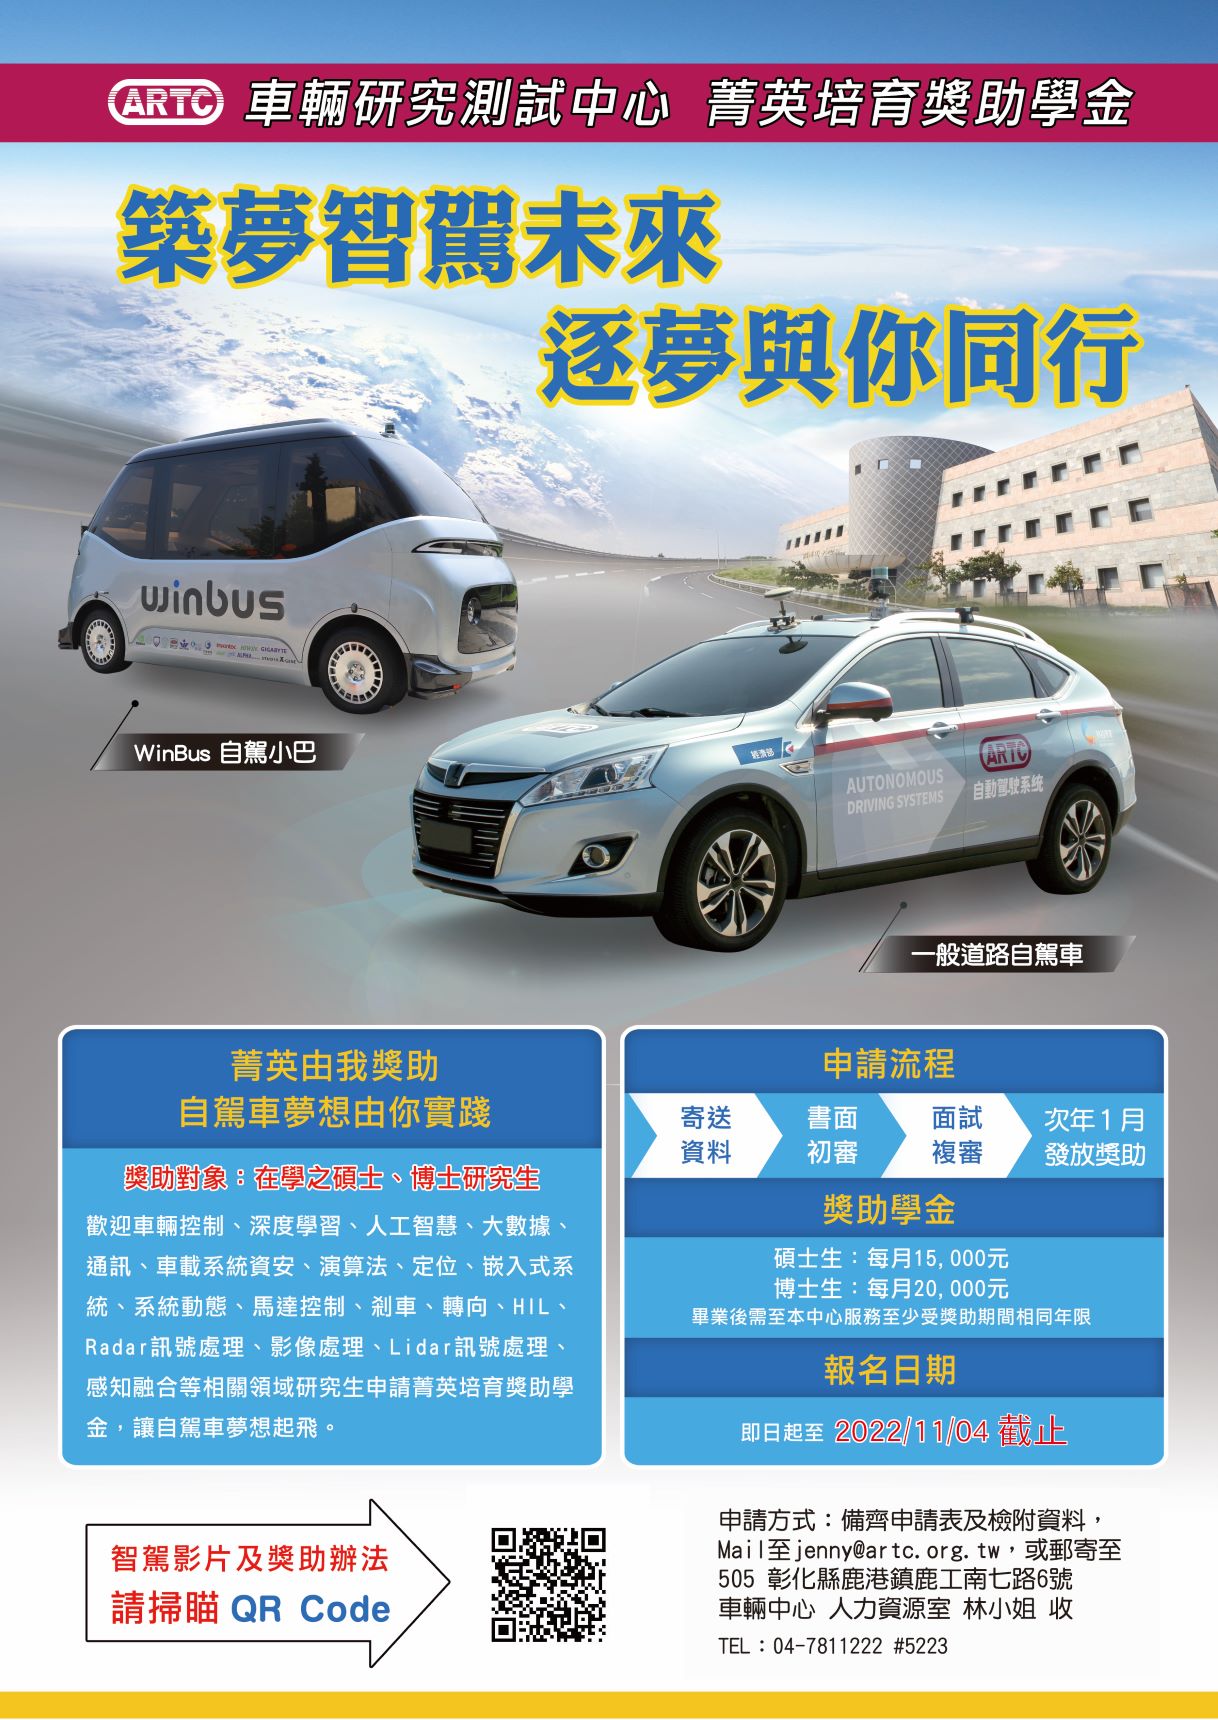 ARTC 車輛研究測試中心 菁英培育獎助學金
築夢智駕未來
逐夢與你同行
winbus
GIGABYTE
WinBus 自駕小巴
經濟部
AUTONOMOUS
DRIVING SYSTEMS
ARTC
自動駕駛系統
一般道路自駕車
菁英由我獎助
自駕車夢想由你實踐
獎助對象：在學之碩士、博士研究生
歡迎車輛控制、深度學習、人工智慧、大數據、
通訊、車載系統資安、演算法、定位、嵌入式系
統、系統動態、馬達控制、剎車、轉向、HIL、
Radar訊號處理、影像處理、Lidar訊號處理、
感知融合等相關領域研究生申請菁英培育獎助學
金，讓自駕車夢想起飛。
申請流程
寄送
資料
書面
初審
面試
複審
次年1月
發放獎助
獎助學金
碩士生：每月15,000元
博士生：每月20,000元
畢業後需至本中心服務至少受獎助期間相同年限
報名日期
即日起至 2022/11/04 截止
智駕影片及獎助辦法
請掃瞄 QR Code
申請方式：備齊申請表及檢附資料，
Mail至jenny@artc.org.tw，或郵寄至
505 彰化縣鹿港鎮鹿工南七路6號
車輛中心 人力資源室 林小姐 收
TEL：04-7811222 #5223